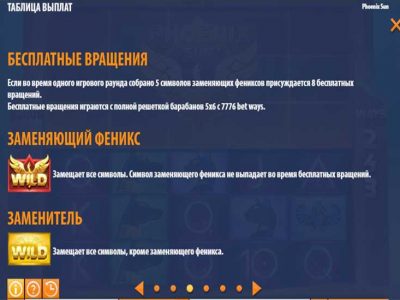 ТАБЛИЦА ВЫПЛАТ
Phoenix Sun
БЕСПЛАТНЫЕ ВРАЩЕНИЯ
Если во время одного игрового раунда собрано 5 символов заменяющих фениксов присуждается 8 бесплатных
вращений.
Бесплатные вращения играются с полной решеткой барабанов 5x6 с 7776 bet ways.
ЗАМЕНЯЮЩИЙ ФЕНИКС
WILD
Замещает все символы. Символ заменяющего феникса не выпадает во время бесплатных вращений.
ЗАМЕНИТЕЛЬ
WILD
Замещает все символы, кроме заменяющего феникса.